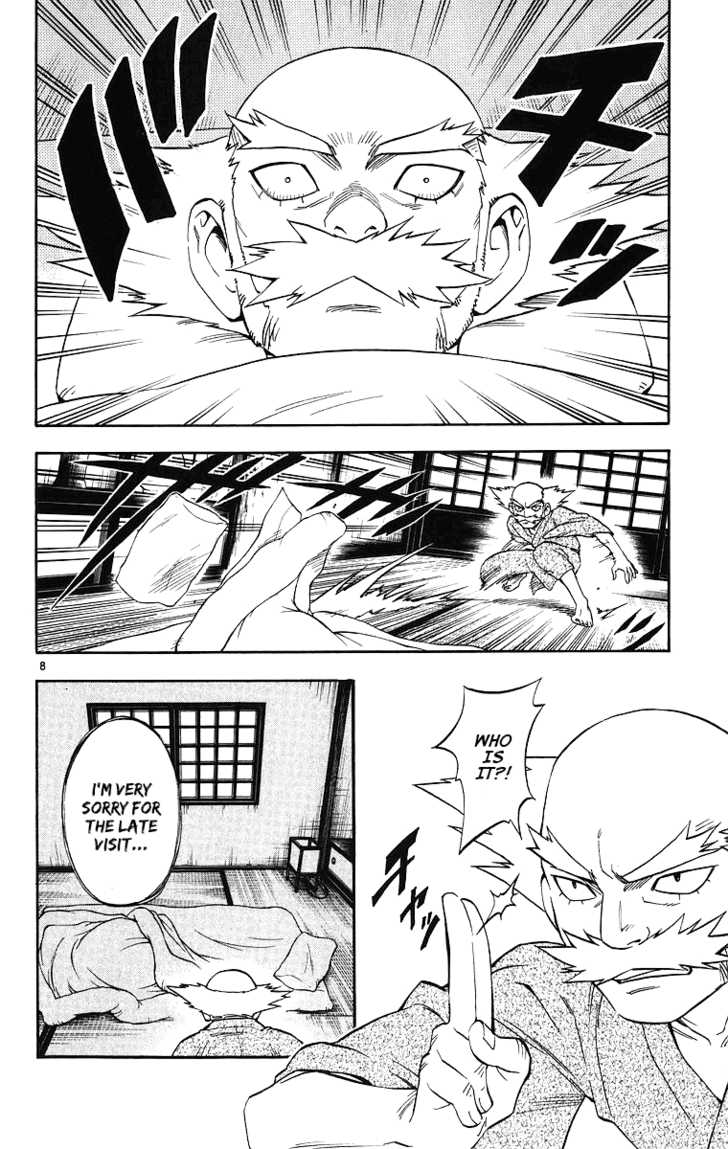 バチッ
8
WHO
IS
IT?!
チャッ
I'M VERY
SORRY FOR
THE LATE
VISIT...